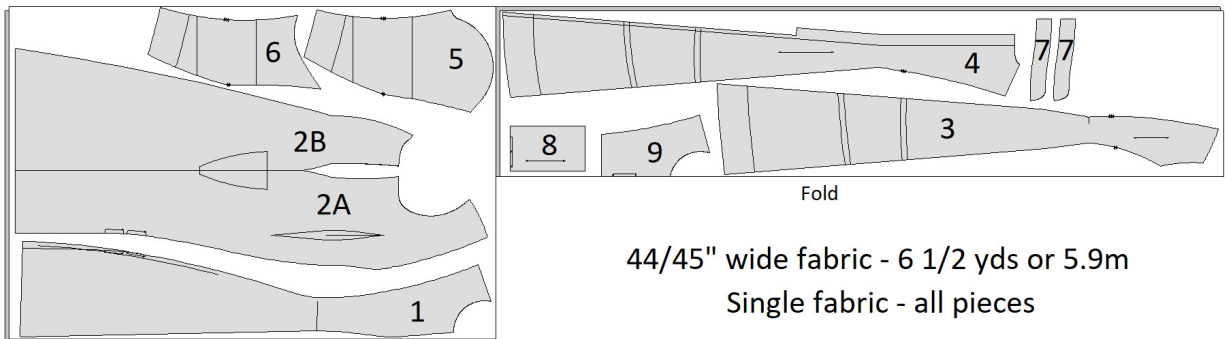 6
5
2B
2A
1
4
7
7
3
8
9
Fold
44/45" wide fabric - 6 1/2 yds or 5.9m
Single fabric - all pieces